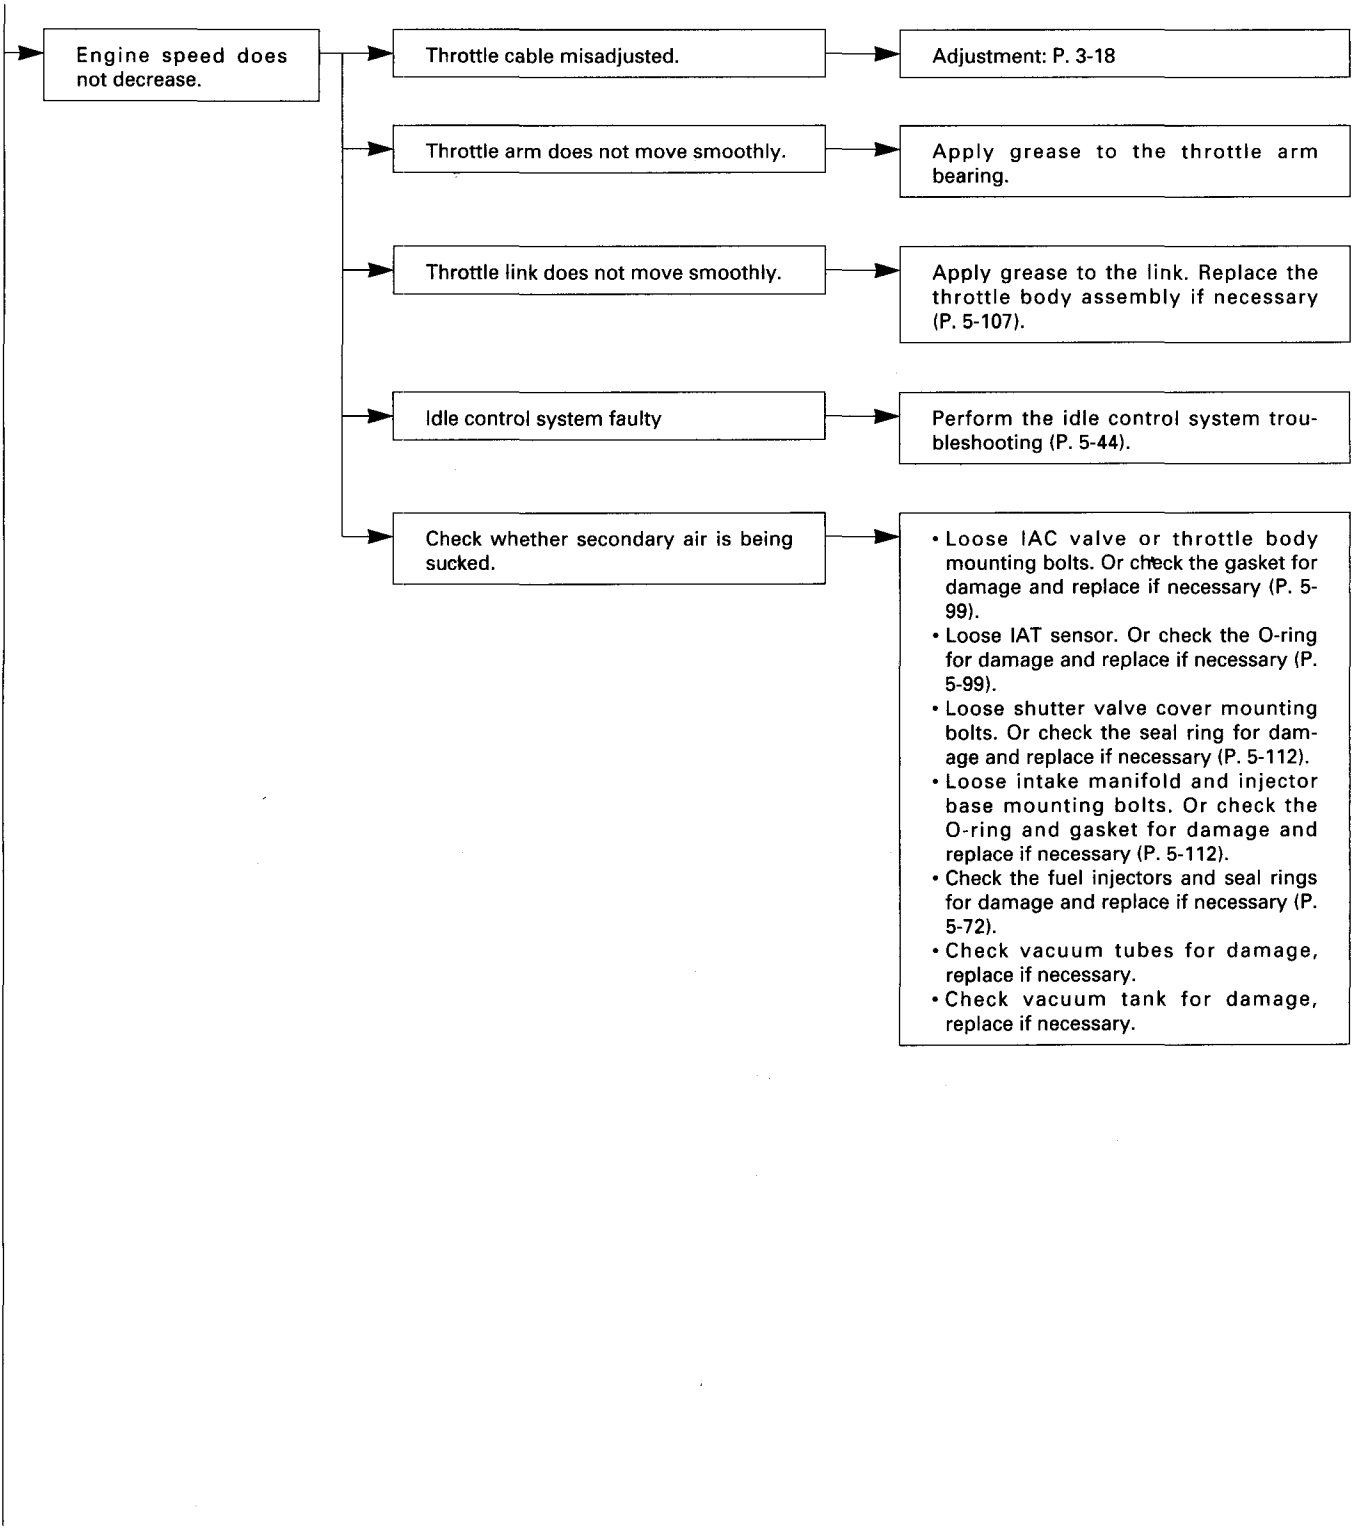 Engine speed does
not decrease.
Throttle cable misadjusted.
Adjustment: P. 3-18
Throttle arm does not move smoothly.
Apply grease to the throttle arm
bearing.
Throttle link does not move smoothly.
Apply grease to the link. Replace the
throttle body assembly if necessary
(P. 5-107).
Idle control system faulty
Perform the idle control system trou-
bleshooting (P. 5-44).
Check whether secondary air is being
sucked.
• Loose IAC valve or throttle body
mounting bolts. Or check the gasket for
damage and replace if necessary (P. 5-
99).
• Loose IAT sensor. Or check the O-ring
for damage and replace if necessary (P.
5-99).
• Loose shutter valve cover mounting
bolts. Or check the seal ring for dam-
age and replace if necessary (P. 5-112).
• Loose intake manifold and injector
base mounting bolts. Or check the
O-ring and gasket for damage and
replace if necessary (P. 5-112).
• Check the fuel injectors and seal rings
for damage and replace if necessary (P.
5-72).
• Check vacuum tubes for damage,
replace if necessary.
• Check vacuum tank for damage,
replace if necessary.